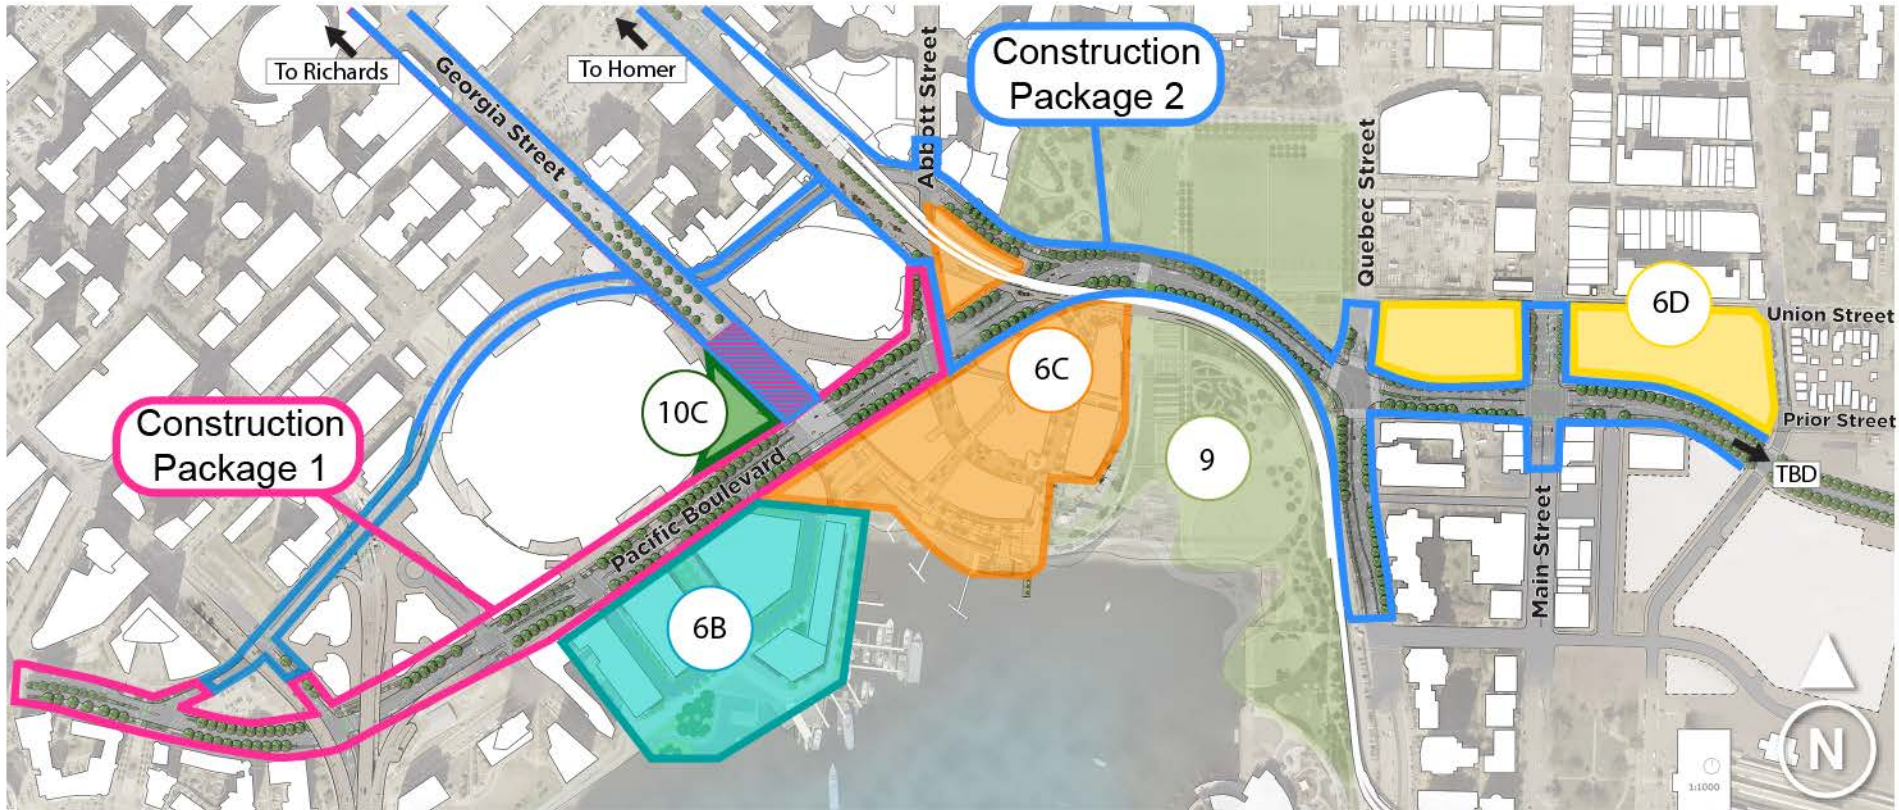 To Richards
To Homer
Georgia Street
Abbott Street
Construction
Package 2
Quebec Street
6D
Union Street
6C
10C
Construction
Package 1
Prior Street
9
Pacific Boulevard
TBD
Main Street
6B
N
1:1000